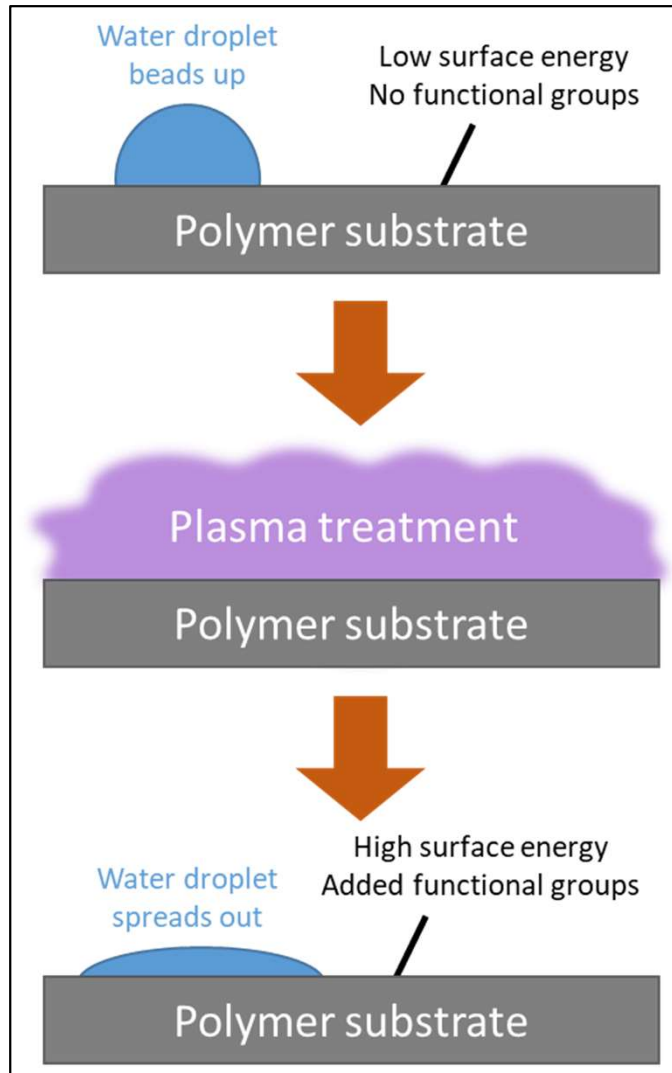 Water droplet
beads up
Low surface energy
No functional groups
Polymer substrate
Plasma treatment
Polymer substrate
High surface energy
Added functional groups
Water droplet
spreads out
Polymer substrate